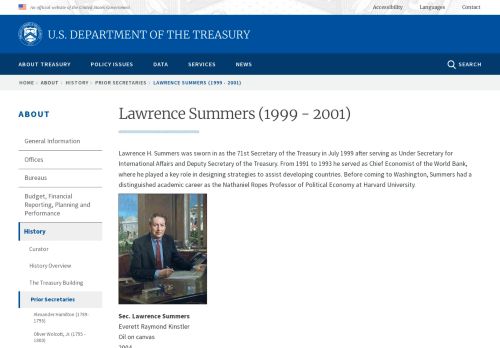 An official website of the United States Government
Accessibility
Languages
Contact
U.S. DEPARTMENT OF THE TREASURY
ABOUT TREASURY
POLICY ISSUES
DATA
SERVICES
NEWS
SEARCH
HOME › ABOUT › HISTORY › PRIOR SECRETARIES › LAWRENCE SUMMERS (1999 - 2001)
ABOUT
General Information
Offices
Bureaus
Budget, Financial
Reporting, Planning and
Performance
History
Curator
History Overview
The Treasury Building
Prior Secretaries
Alexander Hamilton (1789-
1795)
Oliver Wolcott, Jr. (1795 -
1800)
Lawrence Summers (1999 - 2001)
Lawrence H. Summers was sworn in as the 71st Secretary of the Treasury in July 1999 after serving as Under Secretary for
International Affairs and Deputy Secretary of the Treasury. From 1991 to 1993 he served as Chief Economist of the World Bank,
where he played a key role in designing strategies to assist developing countries. Before coming to Washington, Summers had a
distinguished academic career as the Nathaniel Ropes Professor of Political Economy at Harvard University.
Sec. Lawrence Summers
Everett Raymond Kinstler
Oil on canvas
2004